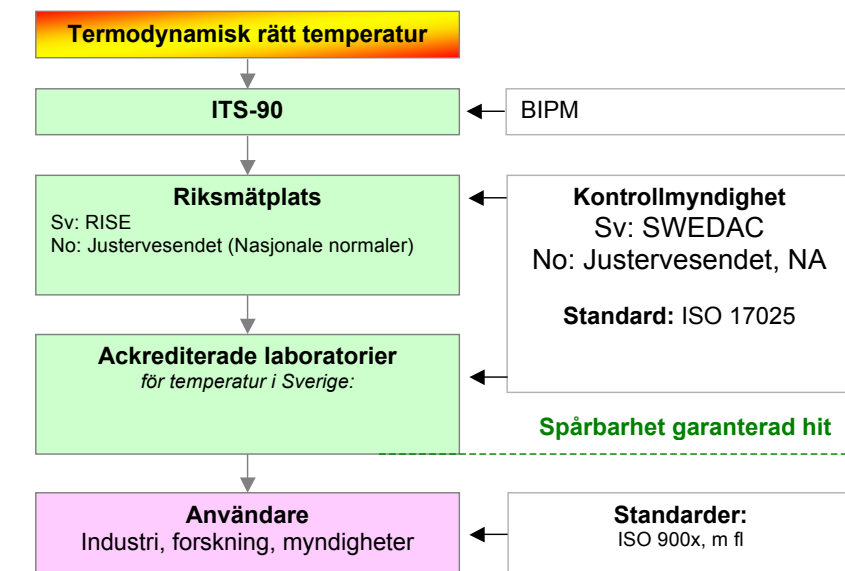 Termodynamisk rätt temperatur
ITS-90
BIPM
Riksmätplats
Sv: RISE
No: Justervesendet (Nasjonale normaler)
Kontrollmyndighet
Sv: SWEDAC
No: Justervesendet, NA
Standard: ISO 17025
Ackrediterade laboratorier
för temperatur i Sverige:
Spårbarhet garanterad hit
Användare
Industri, forskning, myndigheter
Standarder:
ISO 900x, m fl